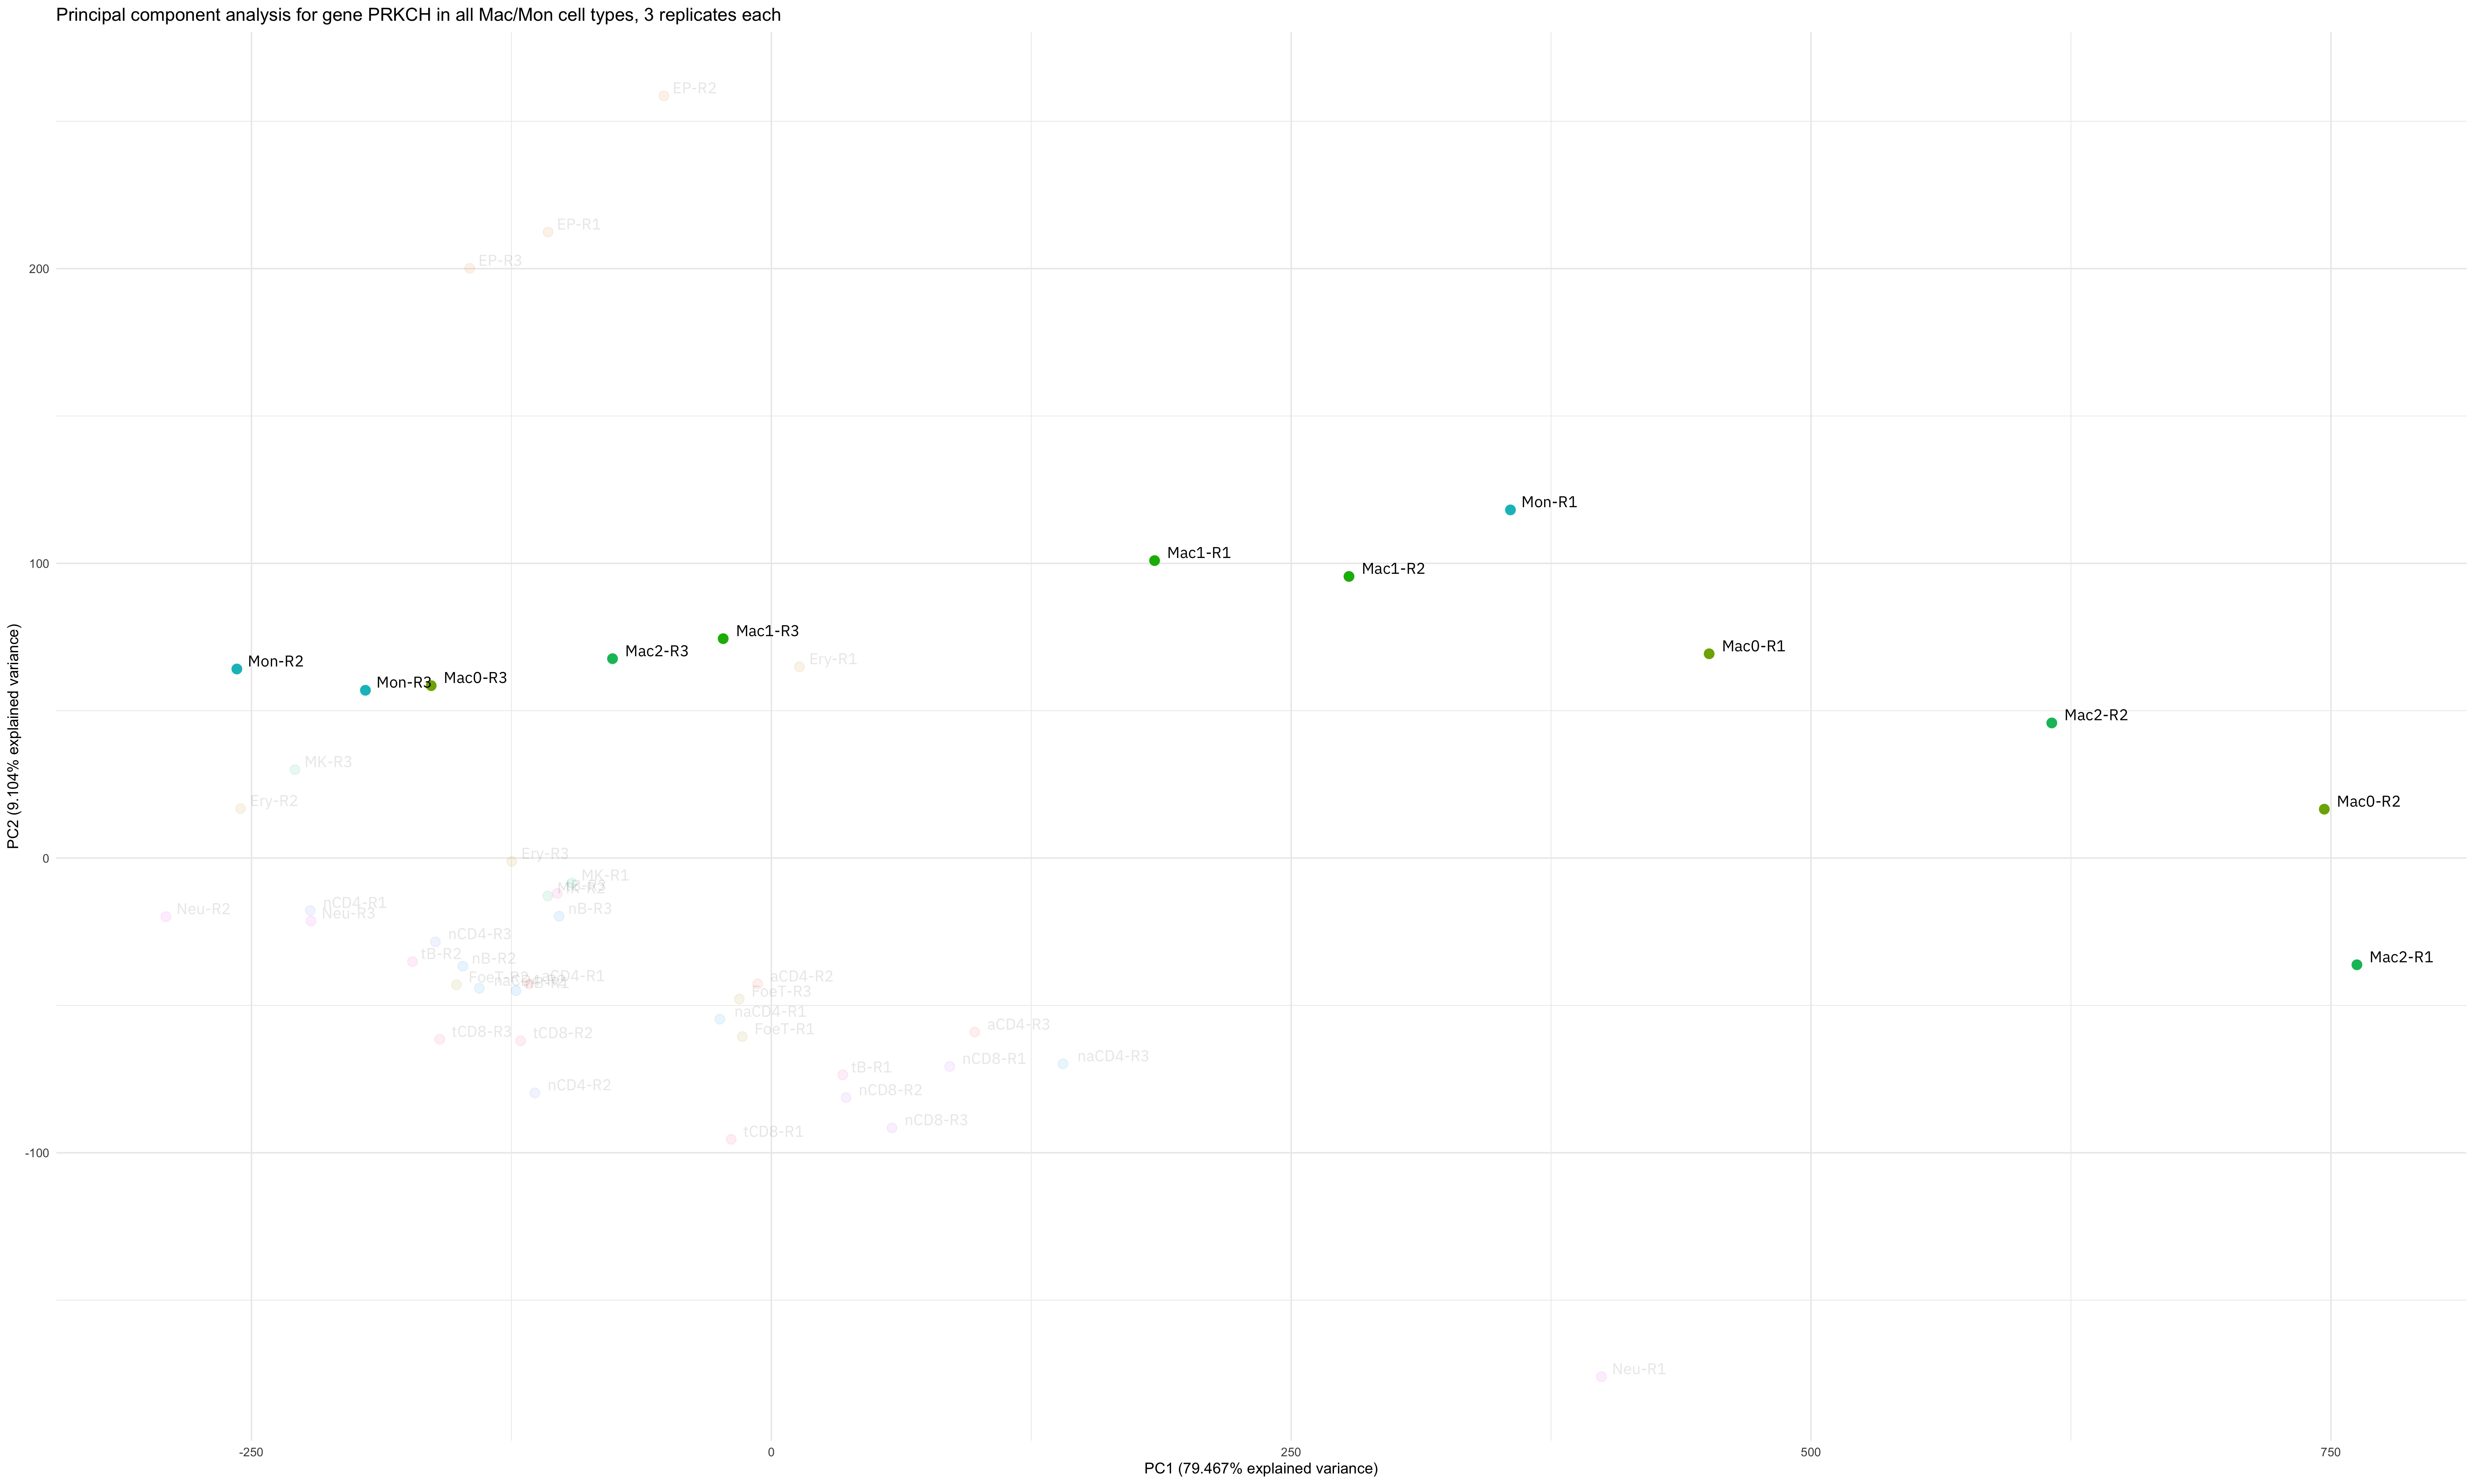 Principal component analysis for gene PRKCH in all Mac/Mon cell types, 3 replicates each
EP-R2
EP-R1
EP-R3
200
Mon-R1
Mac1-R1
100
Mac1-R2
Mac1-R3
Mac2-R3
Mac0-R1
Mon-R2
Ery-R1
Mon-R3
Mac0-R3
Mac2-R2
PC2 (9.104% explained variance)
MK-R3
Ery-R2
Mac0-R2
0
Ery-R3
MK-R1
MK-R2
nCD4-R1
Neu-R2
Neu-R3
nB-R3
nCD4-R3
tB-R2
nB-R2
Mac2-R1
aCD4-R1
aCD4-R2
FoeT-R3
naCD4-R1
FoeT-R1
aCD4-R3
tCD8-R3
tCD8-R2
nCD8-R1
naCD4-R3
tB-R1
nCD4-R2
nCD8-R2
nCD8-R3
tCD8-R1
-100
Neu-R1
-250
0
250
500
750
PC1 (79.467% explained variance)